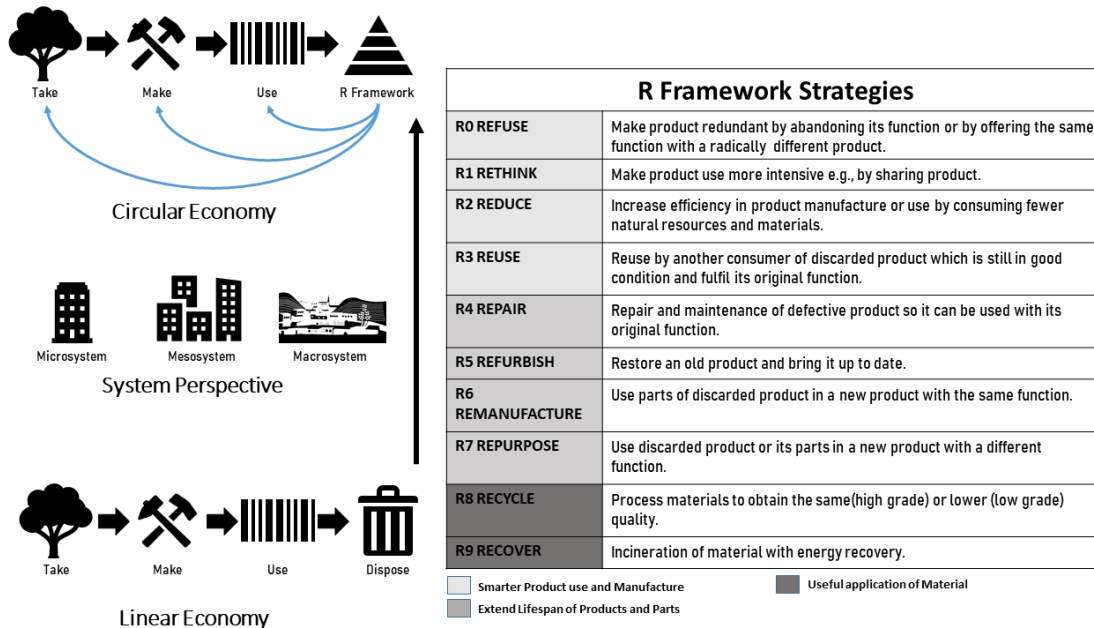 Take
Make
Use
R Framework
Circular Economy
Microsystem
Mesosystem
Macrosystem
System Perspective
Take
Make
Use
Dispose
Linear Economy
R Framework Strategies
R0 REFUSE
Make product redundant by abandoning its function or by offering the same
function with a radically different product.
R1 RETHINK
Make product use more intensive e.g., by sharing product.
R2 REDUCE
Increase efficiency in product manufacture or use by consuming fewer
natural resources and materials.
R3 REUSE
Reuse by another consumer of discarded product which is still in good
condition and fulfil its original function.
R4 REPAIR
Repair and maintenance of defective product so it can be used with its
original function.
R5 REFURBISH
Restore an old product and bring it up to date.
R6
REMANUFACTURE
Use parts of discarded product in a new product with the same function.
R7 REPURPOSE
Use discarded product or its parts in a new product with a different
function.
R8 RECYCLE
Process materials to obtain the same(high grade) or lower (low grade)
quality.
R9 RECOVER
Incineration of material with energy recovery.
Smarter Product use and Manufacture
Useful application of Material
Extend Lifespan of Products and Parts